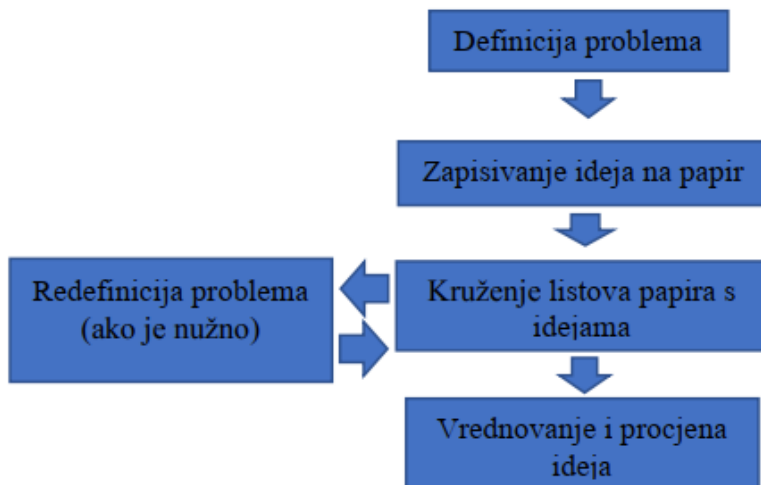 Definicija problema
Zapisivanje ideja na papir
Redefinicija problema
(ako je nužno)
Kruženje listova papira s
idejama
Vrednovanje i procjena
ideja